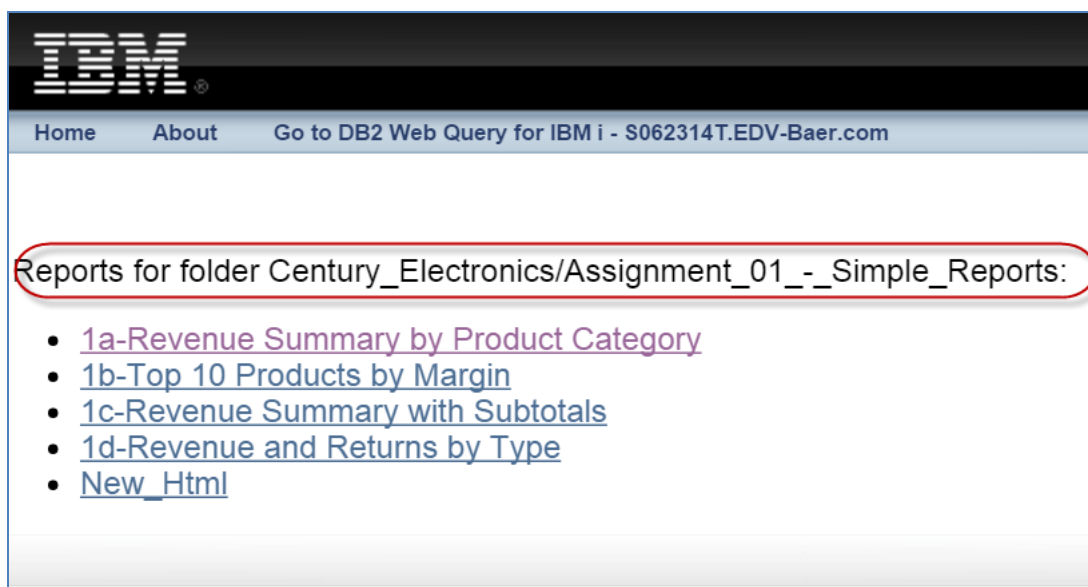 IBM®
Home About Go to DB2 Web Query for IBM i - S062314T.EDV-Baer.com
Reports for folder Century_Electronics/Assignment_01_-_Simple_Reports:
1a-Revenue Summary by Product Category
1b-Top 10 Products by Margin
1c-Revenue Summary with Subtotals
1d-Revenue and Returns by Type
New_Html